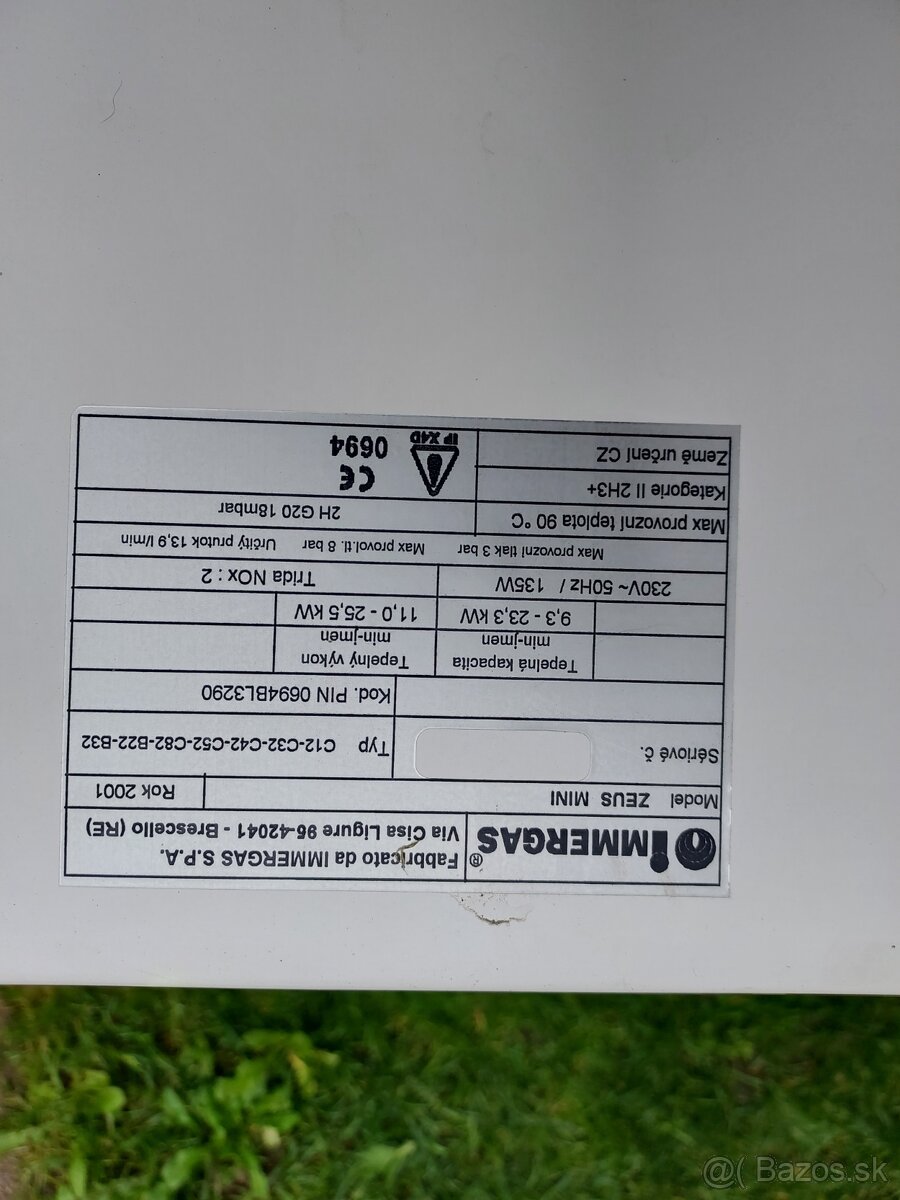 IMMERGAS®
Fabbricato da IMMERGAS S.P.A.
Via Cisa Ligure 95-42041 - Brescello (RE)
Model ZEUS MINI
Rok 2001
Sériové č.
Typ C12-C32-C42-C52-C82-B22-B32
Kod. PIN 0694BL3290
Tepelná kapacita
min-jmen
Tepelný výkon
min-jmen
9,3 - 23,3 kW
11,0 - 25,5 kW
230V~ 50Hz / 135W
Trida NOx : 2
Max provozní tlak 3 bar Max provol.tl. 8 bar Určitý prutok 13,9 l/min
Max provozní teplota 90 °C
2H G20 18mbar
Kategorie II 2H3+
Země určení CZ
CE
0694
IP X4D
@( Bazos.sk